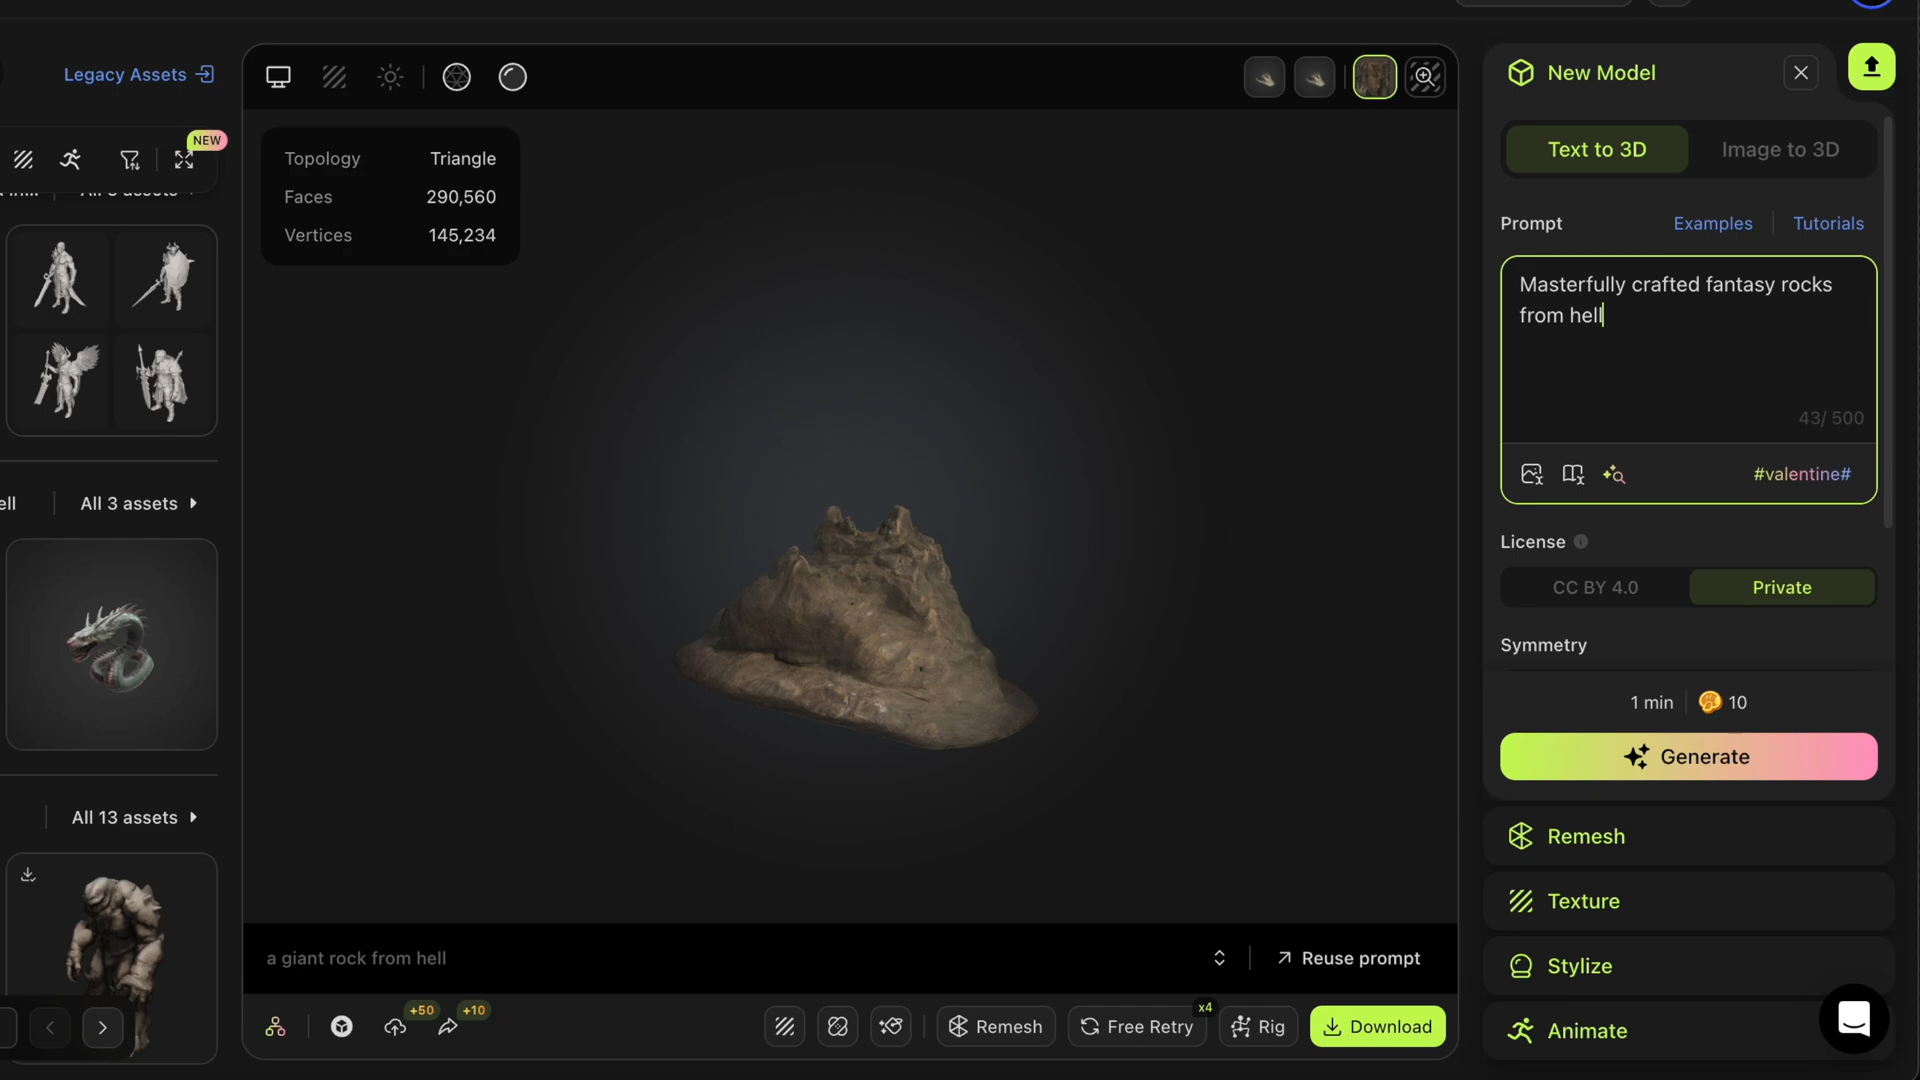 Legacy Assets
NEW
All 3 assets
ell
All 3 assets
All 13 assets
Topology Triangle
Faces 290,560
Vertices 145,234
a giant rock from hell
Reuse prompt
+50
+10
Remesh
Free Retry
x4
Rig
Download
New Model
Text to 3D
Image to 3D
Prompt
Examples
Tutorials
Masterfully crafted fantasy rocks
from hell
43/ 500
#valentine#
License
CC BY 4.0
Private
Symmetry
1 min
10
Generate
Remesh
Texture
Stylize
Animate